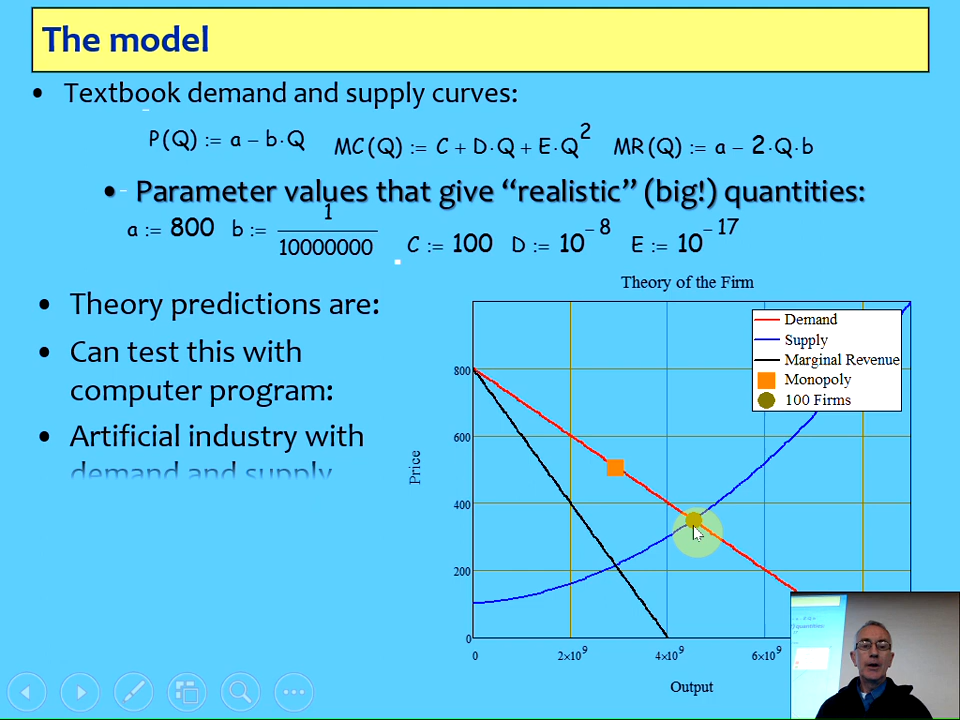 The model
• Textbook demand and supply curves:
P(Q) := a − b·Q MC(Q) := C + D·Q + E·Q² MR(Q) := a − 2·Q·b
• Parameter values that give “realistic” (big!) quantities:
a := 800 b := 1/10000000 C := 100 D := 10⁻⁸ E := 10⁻¹⁷
• Theory predictions are:
• Can test this with
computer program:
• Artificial industry with
demand and supply
Theory of the Firm
Demand
Supply
Marginal Revenue
Monopoly
100 Firms
Price
800
600
400
200
0
0 2×10⁹ 4×10⁹ 6×10⁹
Output